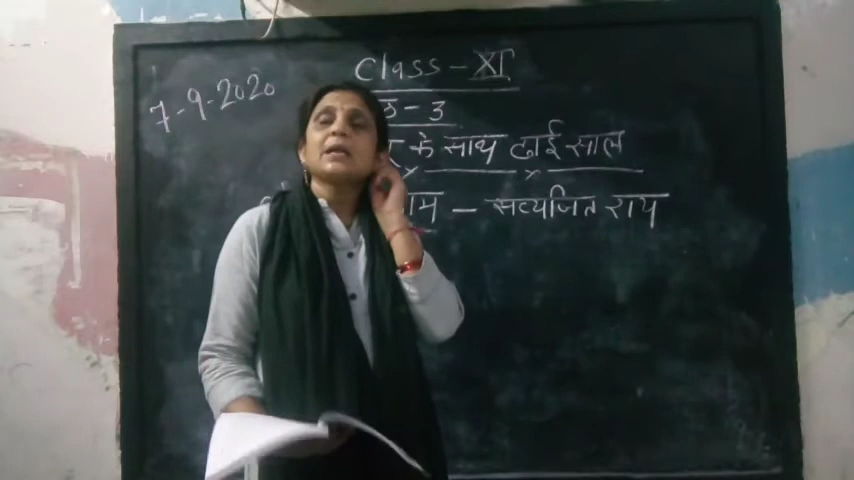 Class - XI
7-9-2020
- 3
के साथ ढाई साल
- सत्यजित राय